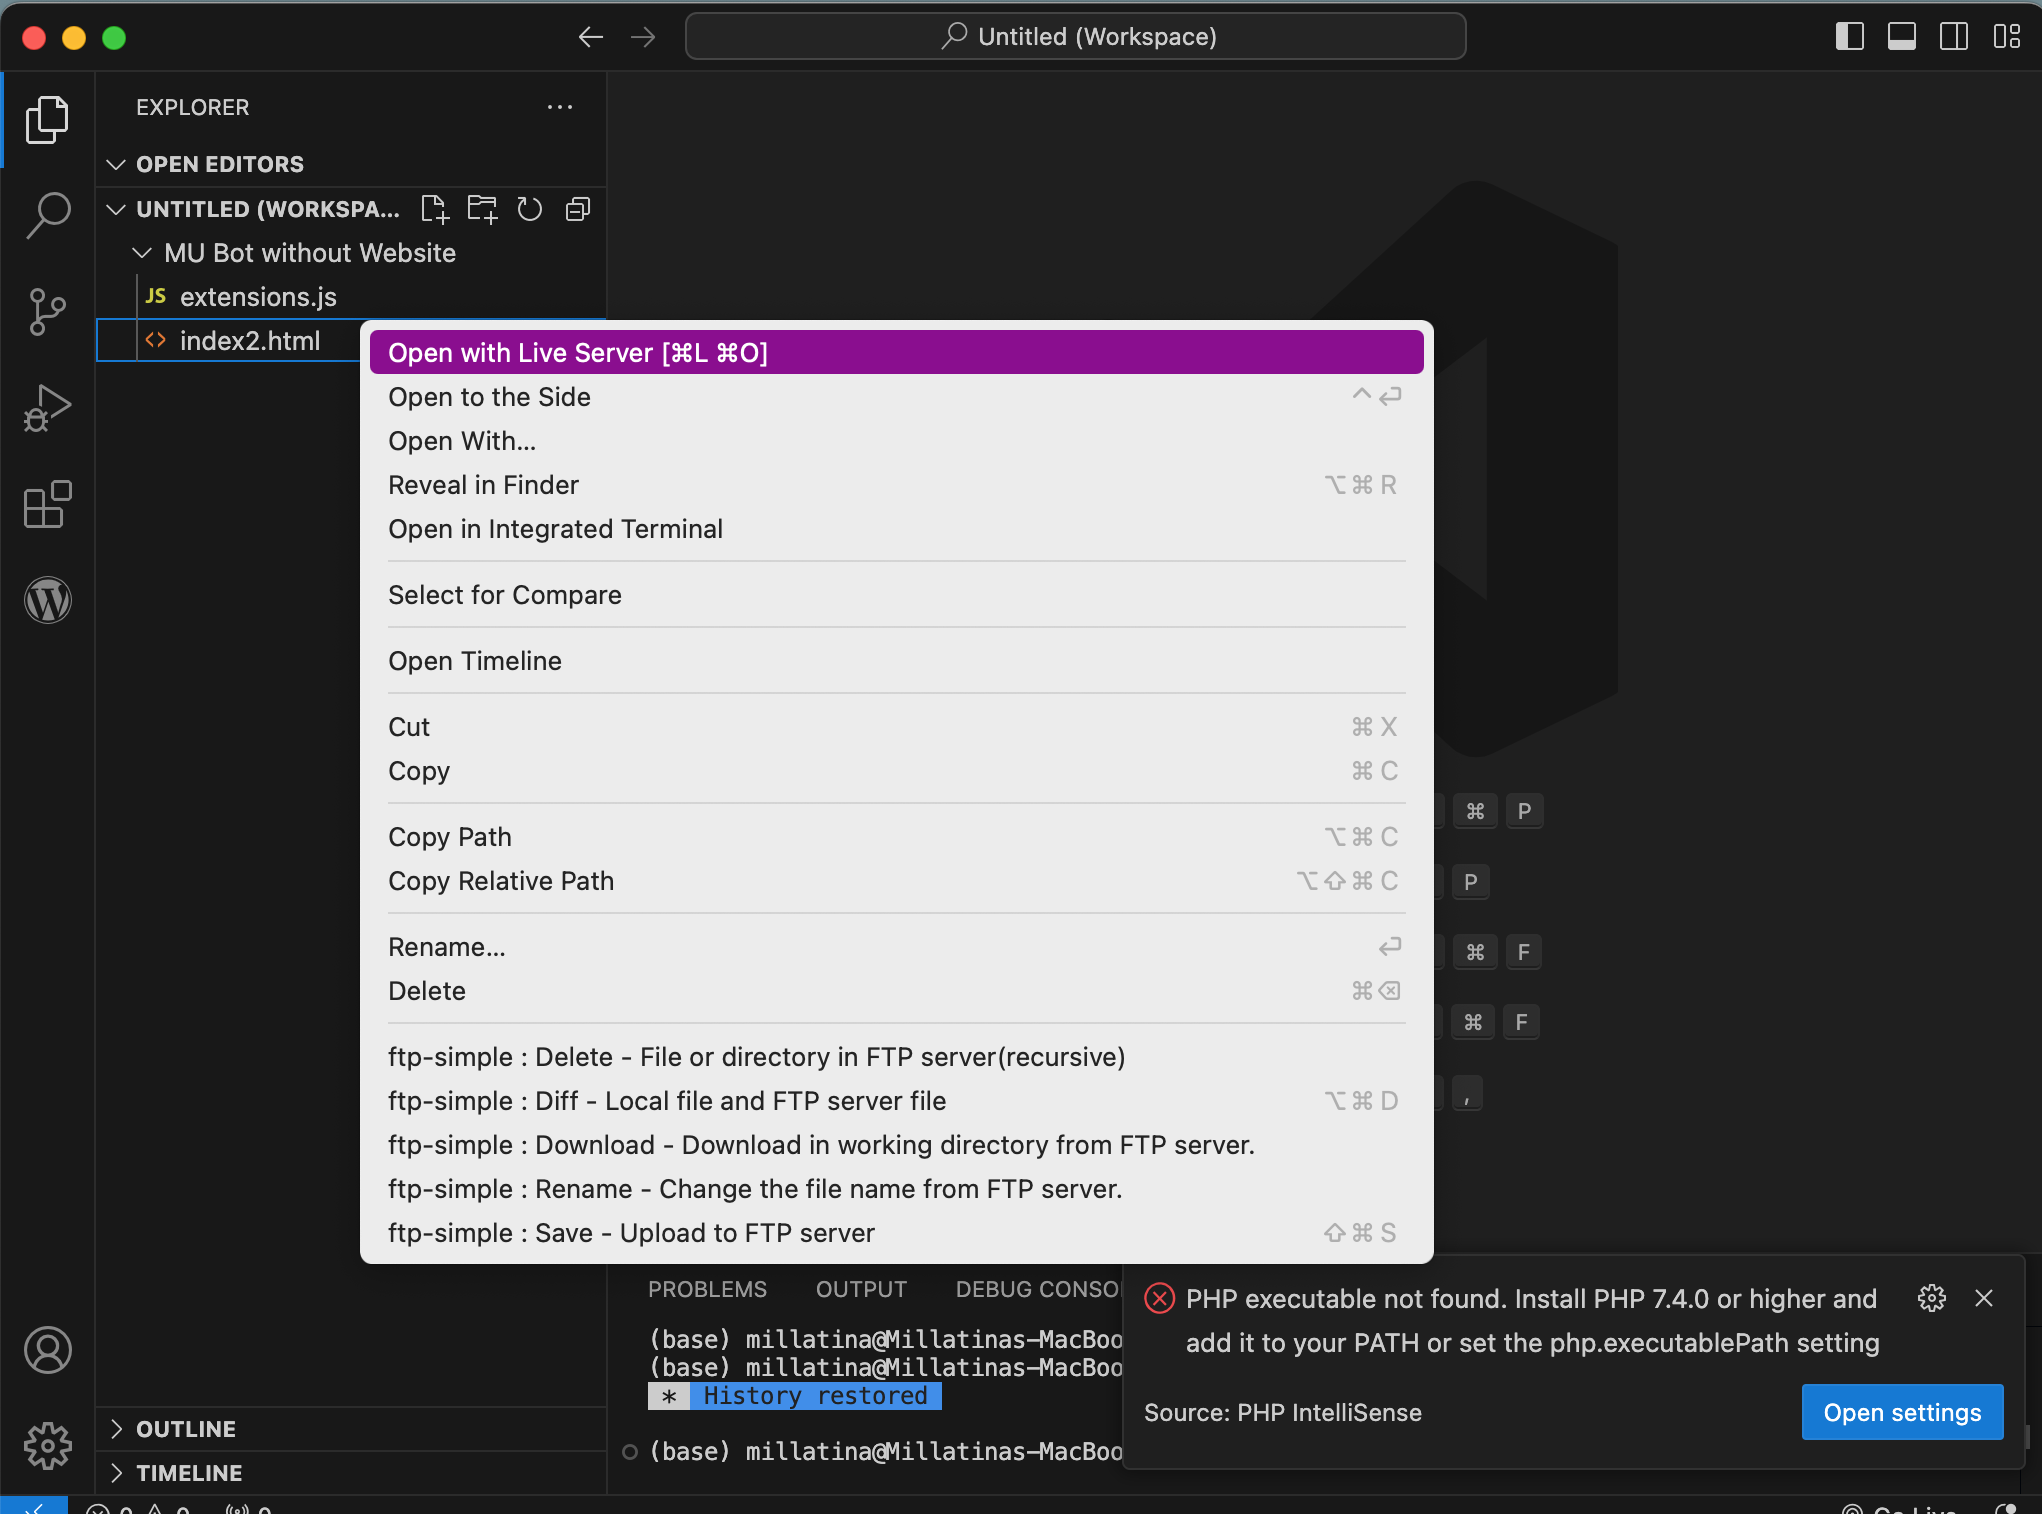 Untitled (Workspace)
EXPLORER
OPEN EDITORS
UNTITLED (WORKSPA...
MU Bot without Website
JS extensions.js
<> index2.html
Open with Live Server [⌘L ⌘O]
Open to the Side ^ ↩
Open With...
Reveal in Finder ⌥⌘ R
Open in Integrated Terminal
Select for Compare
Open Timeline
Cut ⌘ X
Copy ⌘ C
Copy Path ⌥⌘ C
Copy Relative Path ⌥⇧⌘ C
Rename... ↩
Delete ⌘⌫
ftp-simple : Delete - File or directory in FTP server(recursive)
ftp-simple : Diff - Local file and FTP server file ⌥⌘ D
ftp-simple : Download - Download in working directory from FTP server.
ftp-simple : Rename - Change the file name from FTP server.
ftp-simple : Save - Upload to FTP server ⇧⌘ S
⌘ P
P
⌘ F
⌘ F
,
PROBLEMS OUTPUT DEBUG CONSO
(base) millatina@Millatinas-MacBoo
(base) millatina@Millatinas-MacBoo
* History restored
(base) millatina@Millatinas-MacBoo
PHP executable not found. Install PHP 7.4.0 or higher and
add it to your PATH or set the php.executablePath setting
Source: PHP IntelliSense
Open settings
OUTLINE
TIMELINE
0 0 0
Go Live